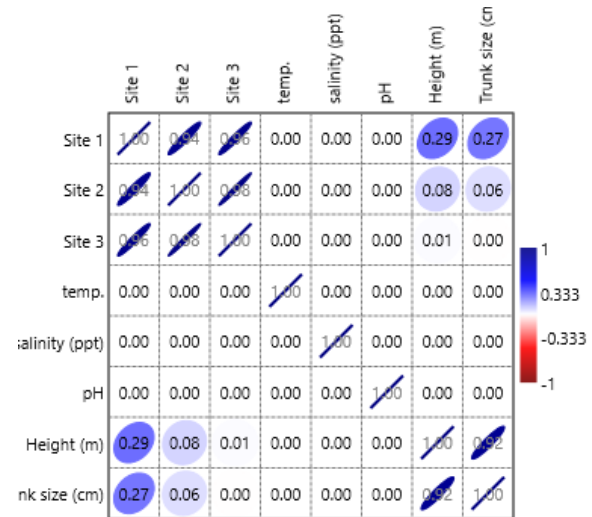 Site 1 Site 2 Site 3 temp. salinity (ppt) pH Height (m) Trunk size (cm
Site 1 1.00 0.94 0.96 0.00 0.00 0.00 0.29 0.27
Site 2 0.94 1.00 0.98 0.00 0.00 0.00 0.08 0.06
Site 3 0.96 0.98 1.00 0.00 0.00 0.00 0.01 0.00
temp. 0.00 0.00 0.00 1.00 0.00 0.00 0.00 0.00
salinity (ppt) 0.00 0.00 0.00 0.00 1.00 0.00 0.00 0.00
pH 0.00 0.00 0.00 0.00 0.00 1.00 0.00 0.00
Height (m) 0.29 0.08 0.01 0.00 0.00 0.00 1.00 0.92
nk size (cm) 0.27 0.06 0.00 0.00 0.00 0.00 0.92 1.00
1
0.333
-0.333
-1